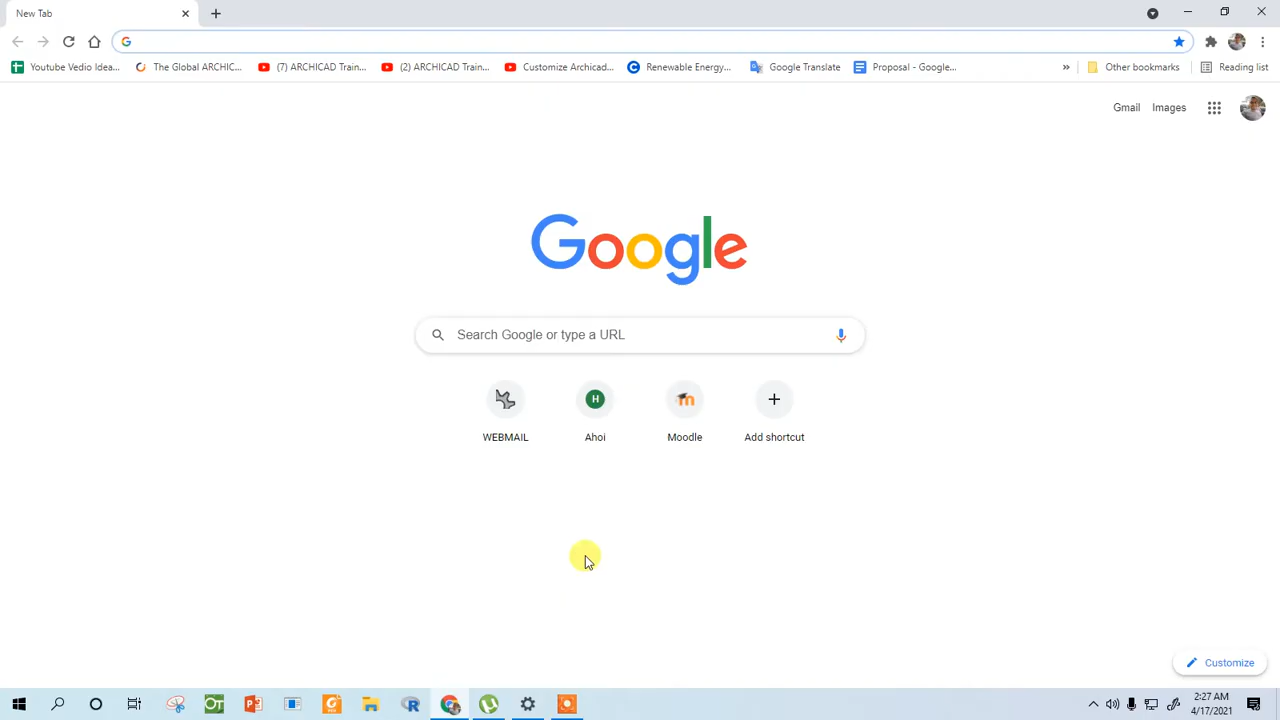 New Tab
Youtube Vedio Idea...
The Global ARCHIC...
(7) ARCHICAD Train...
(2) ARCHICAD Train...
Customize Archicad...
Renewable Energy...
Google Translate
Proposal - Google...
»
Other bookmarks
Reading list
Gmail
Images
Google
Search Google or type a URL
H
WEBMAIL
Ahoi
Moodle
Add shortcut
Customize
OT
2:27 AM
4/17/2021